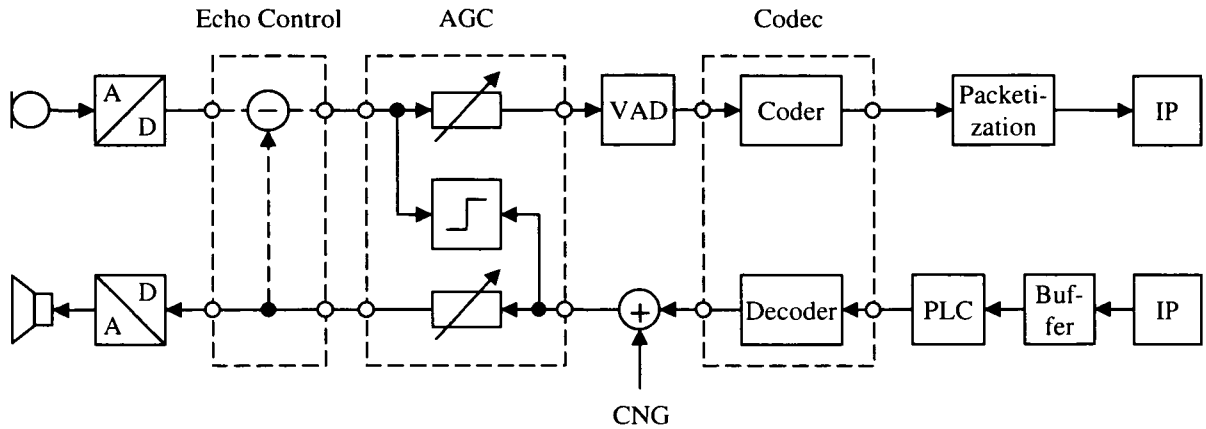 Echo Control
AGC
Codec
A
D
VAD
Coder
Packeti-
zation
IP
D
A
Decoder
PLC
Buf-
fer
IP
CNG